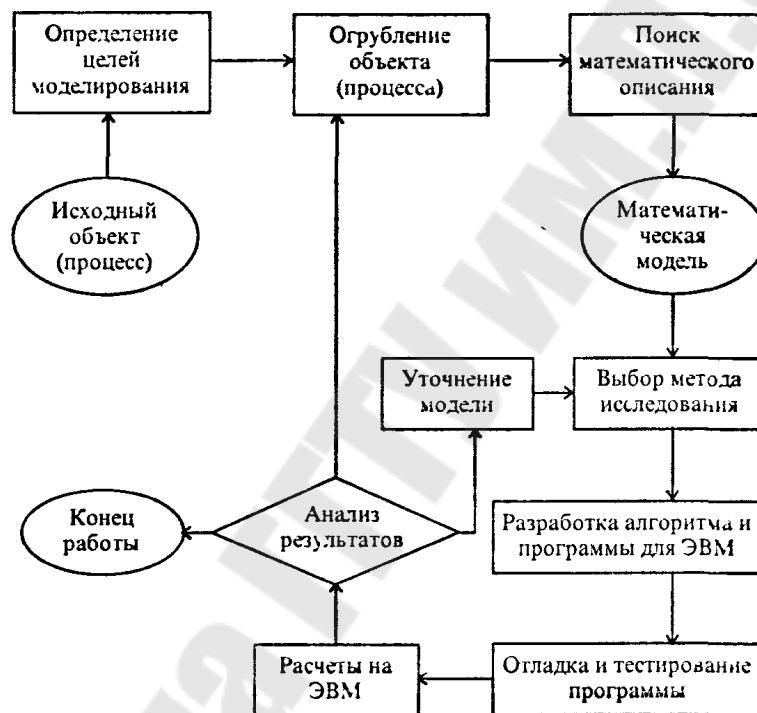 Определение
целей
моделирования
Огрубление
объекта
(процесса)
Поиск
математического
описания
Исходный
объект
(процесс)
Математи-
ческая
модель
Уточнение
модели
Выбор метода
исследования
Конец
работы
Анализ
результатов
Разработка алгоритма и
программы для ЭВМ
Расчеты на
ЭВМ
Отладка и тестирование
программы